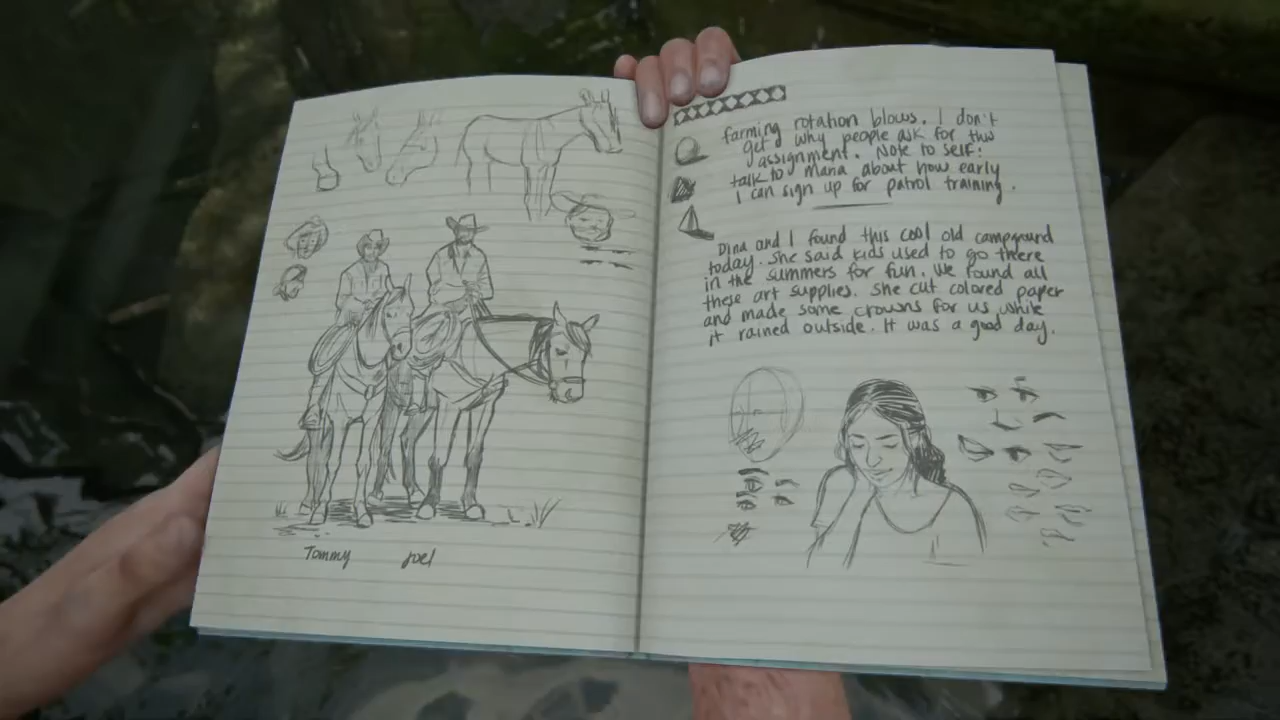 Tommy
Joel
farming rotation blows. I don't
get why people ask for this
assignment. Note to self:
talk to Maria about how early
I can sign up for patrol training.
Dina and I found this cool old campground
today. She said kids used to go there
in the summers for fun. We found all
these art supplies. She cut colored paper
and made some crowns for us while
it rained outside. It was a good day.